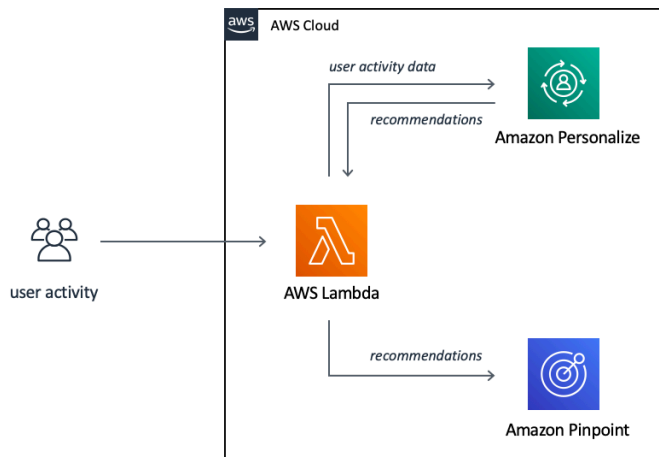 aws
AWS Cloud
user activity data
recommendations
Amazon Personalize
user activity
AWS Lambda
recommendations
Amazon Pinpoint